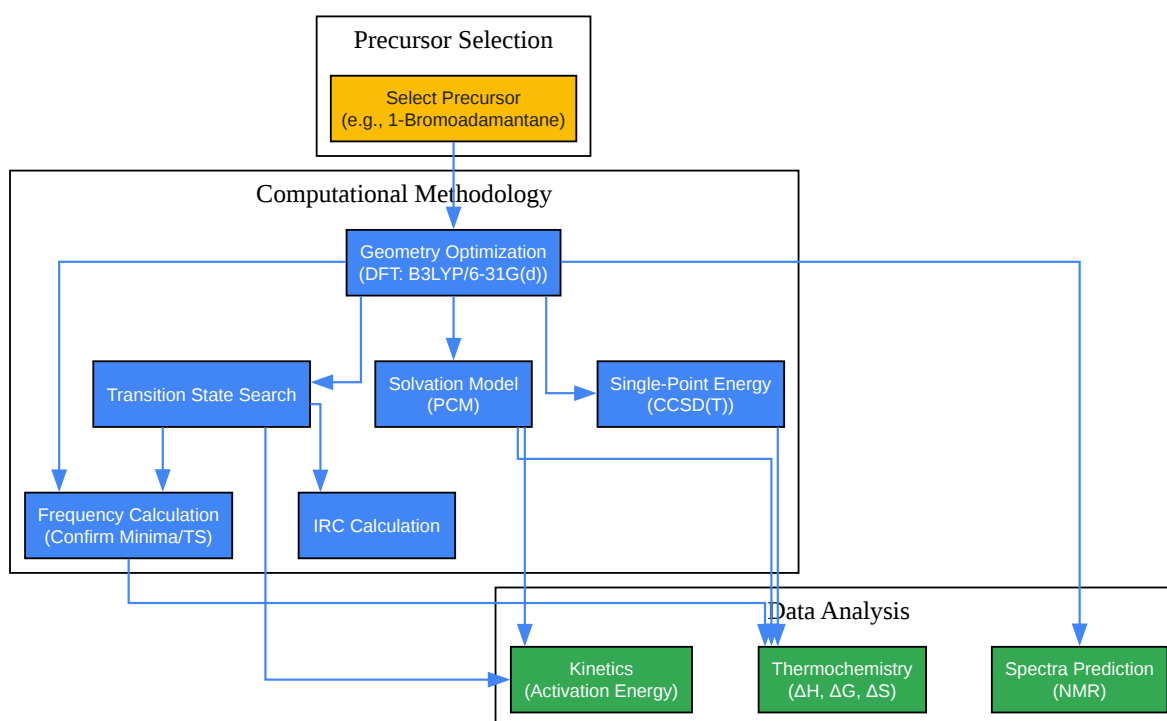 Precursor Selection
Select Precursor
(e.g., 1-Bromoadamantane)
Computational Methodology
Geometry Optimization
(DFT: B3LYP/6-31G(d))
Transition State Search
Solvation Model
(PCM)
Single-Point Energy
(CCSD(T))
Frequency Calculation
(Confirm Minima/TS)
IRC Calculation
Data Analysis
Kinetics
(Activation Energy)
Thermochemistry
(ΔH, ΔG, ΔS)
Spectra Prediction
(NMR)